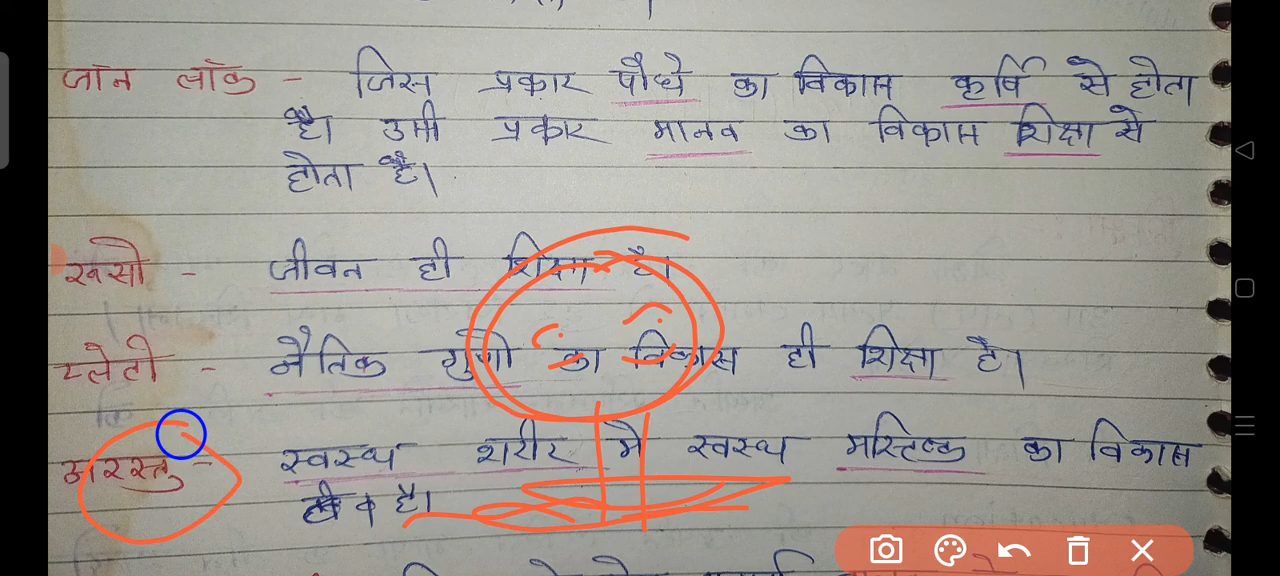 जॉन लॉक - जिस प्रकार पौधे का विकास कृर्षि से होता
है। उसी प्रकार मानव का विकास शिक्षा से
होता है।
रूसो - जीवन ही शिक्षा है।
प्लेटो - नैतिक गुणो का विकास ही शिक्षा है।
अरस्तु - स्वस्थ शरीर मे स्वस्थ मस्तिष्क का विकास
है।